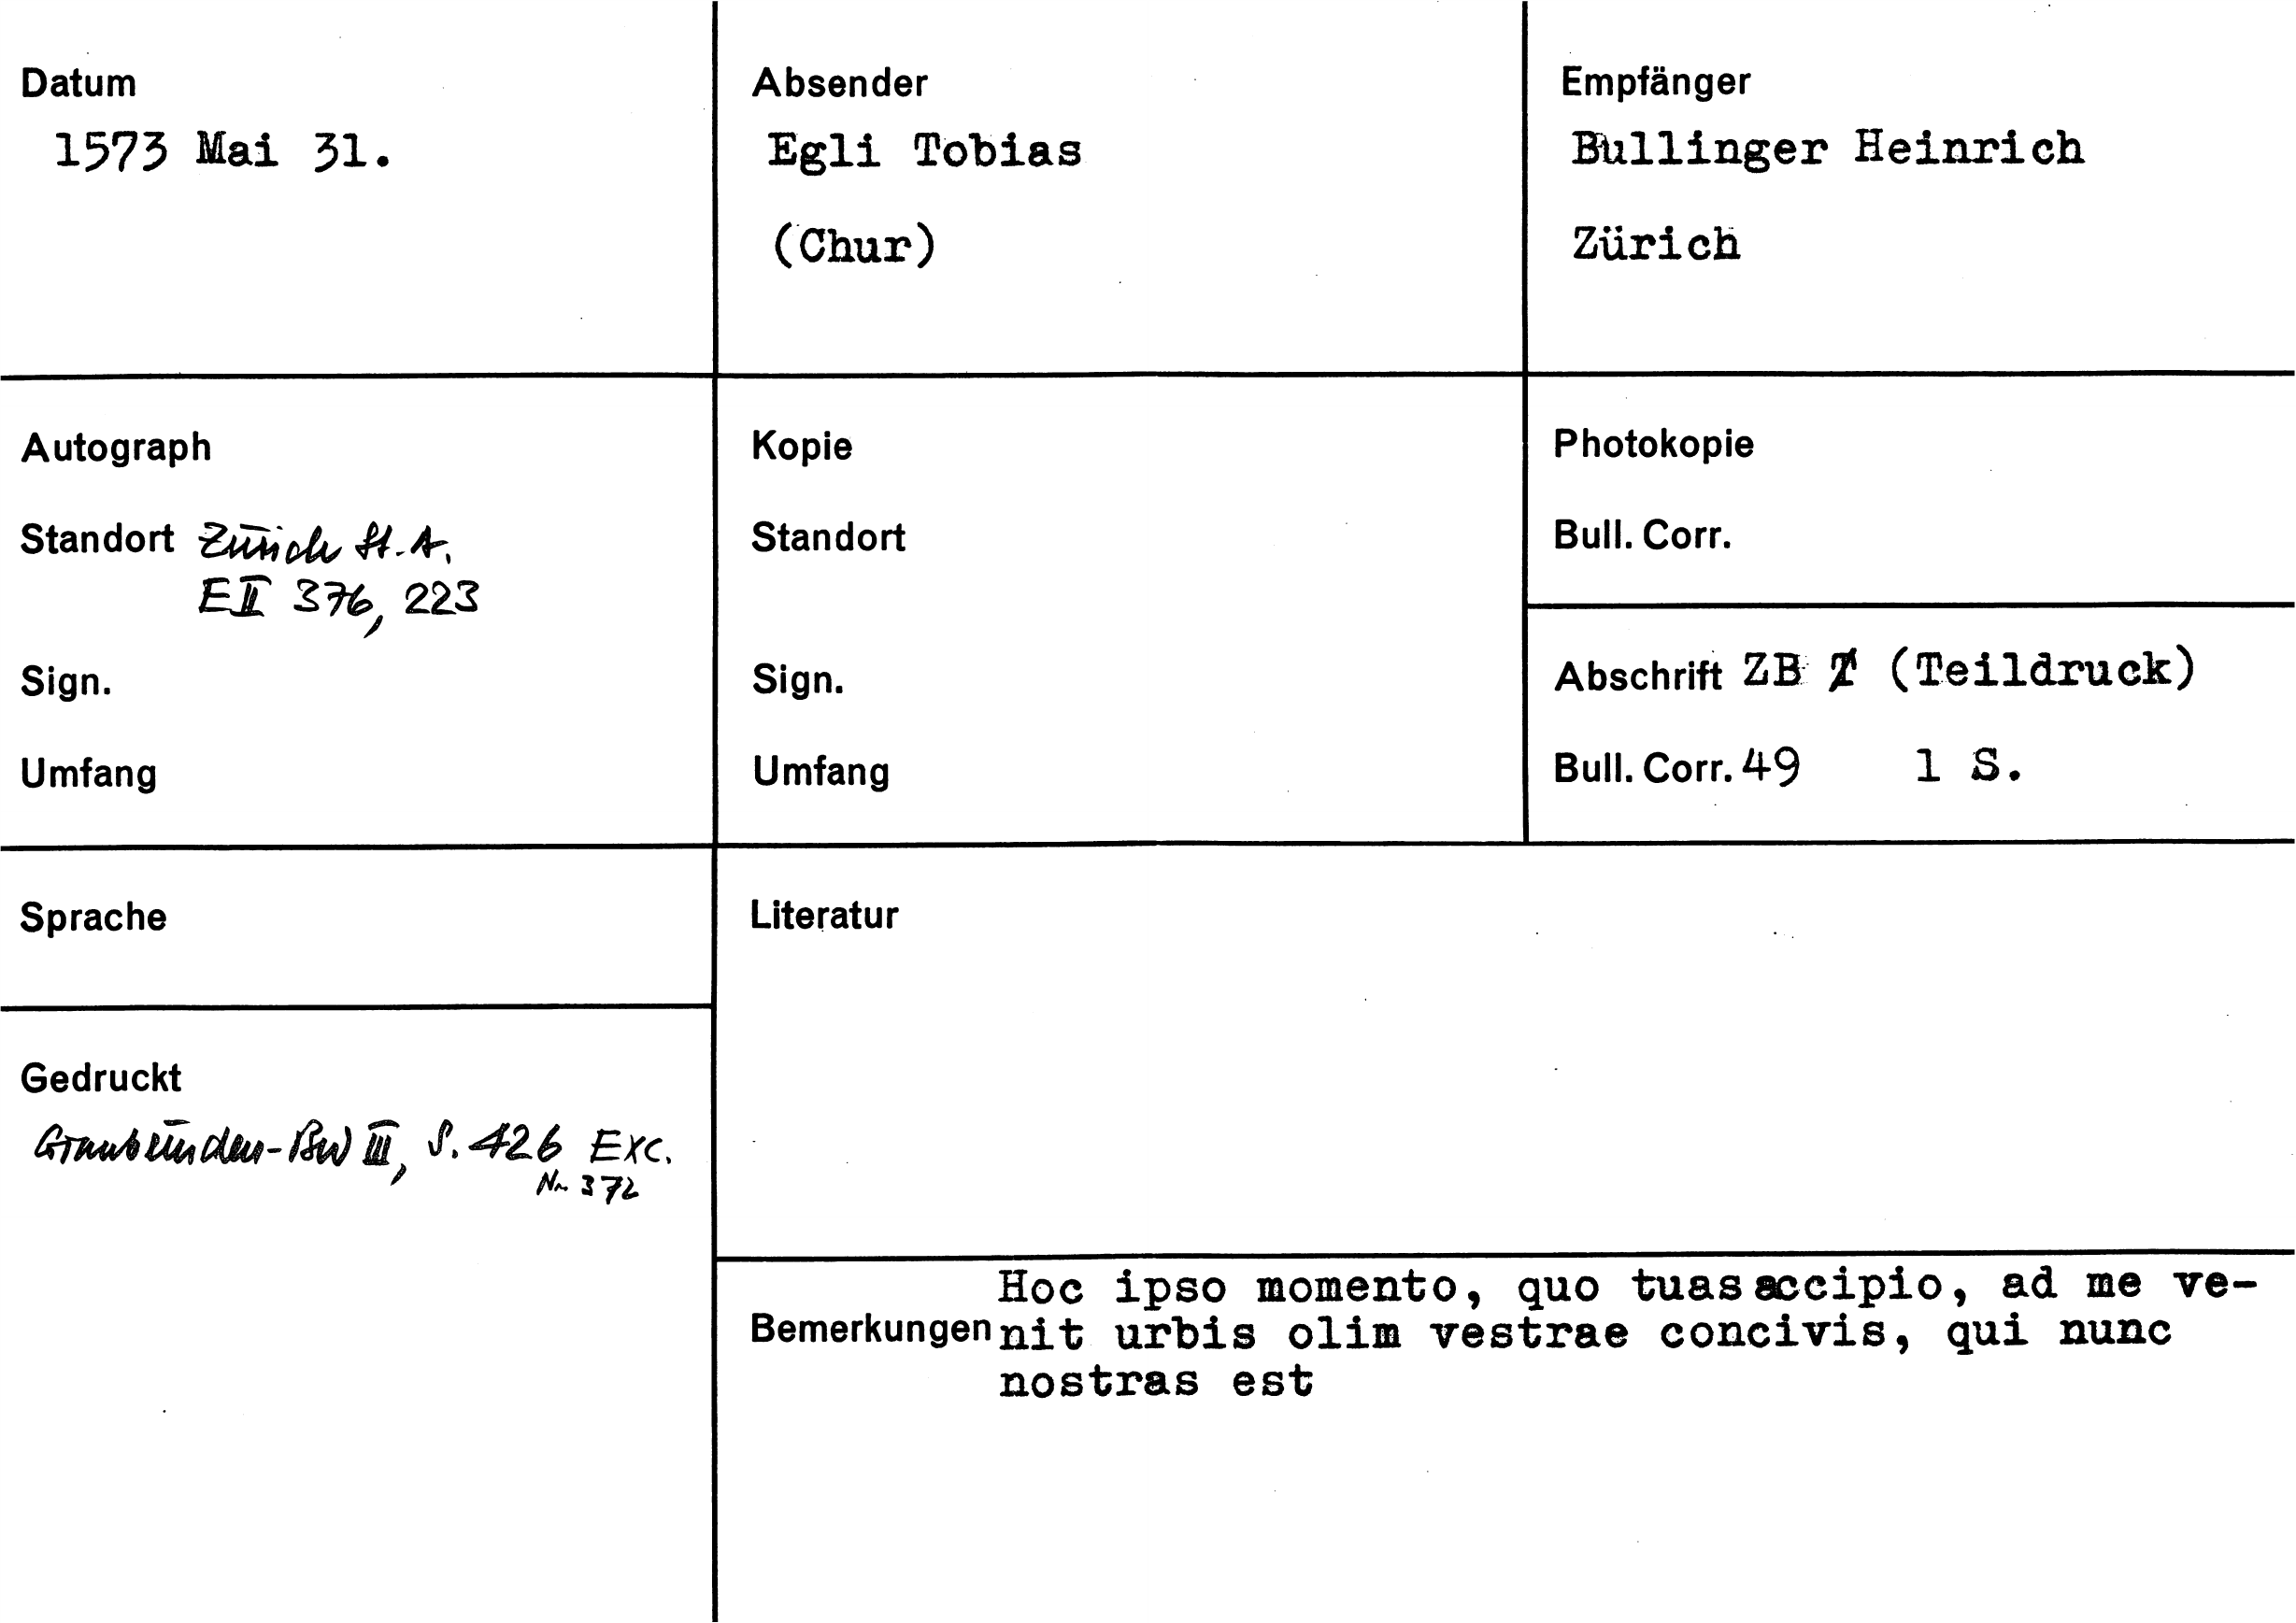 Datum
1573 Mai 31.
Absender
Egli Tobias
(Chur)
Empfänger
Bullinger Heinrich
Zürich
Autograph
Standort Zürich St. A.
E II 376, 223
Sign.
Umfang
Kopie
Standort
Sign.
Umfang
Photokopie
Bull. Corr.
Abschrift ZB (Teildruck)
Bull. Corr. 49 1 S.
Sprache
Gedruckt
Graubünden-BW III, S. 426 Exc.
Nr. 372
Literatur
Bemerkungen
Hoc ipso momento, quo tuas accipio, ad me ve-
nit urbis olim vestrae concivis, qui nunc
nostras est